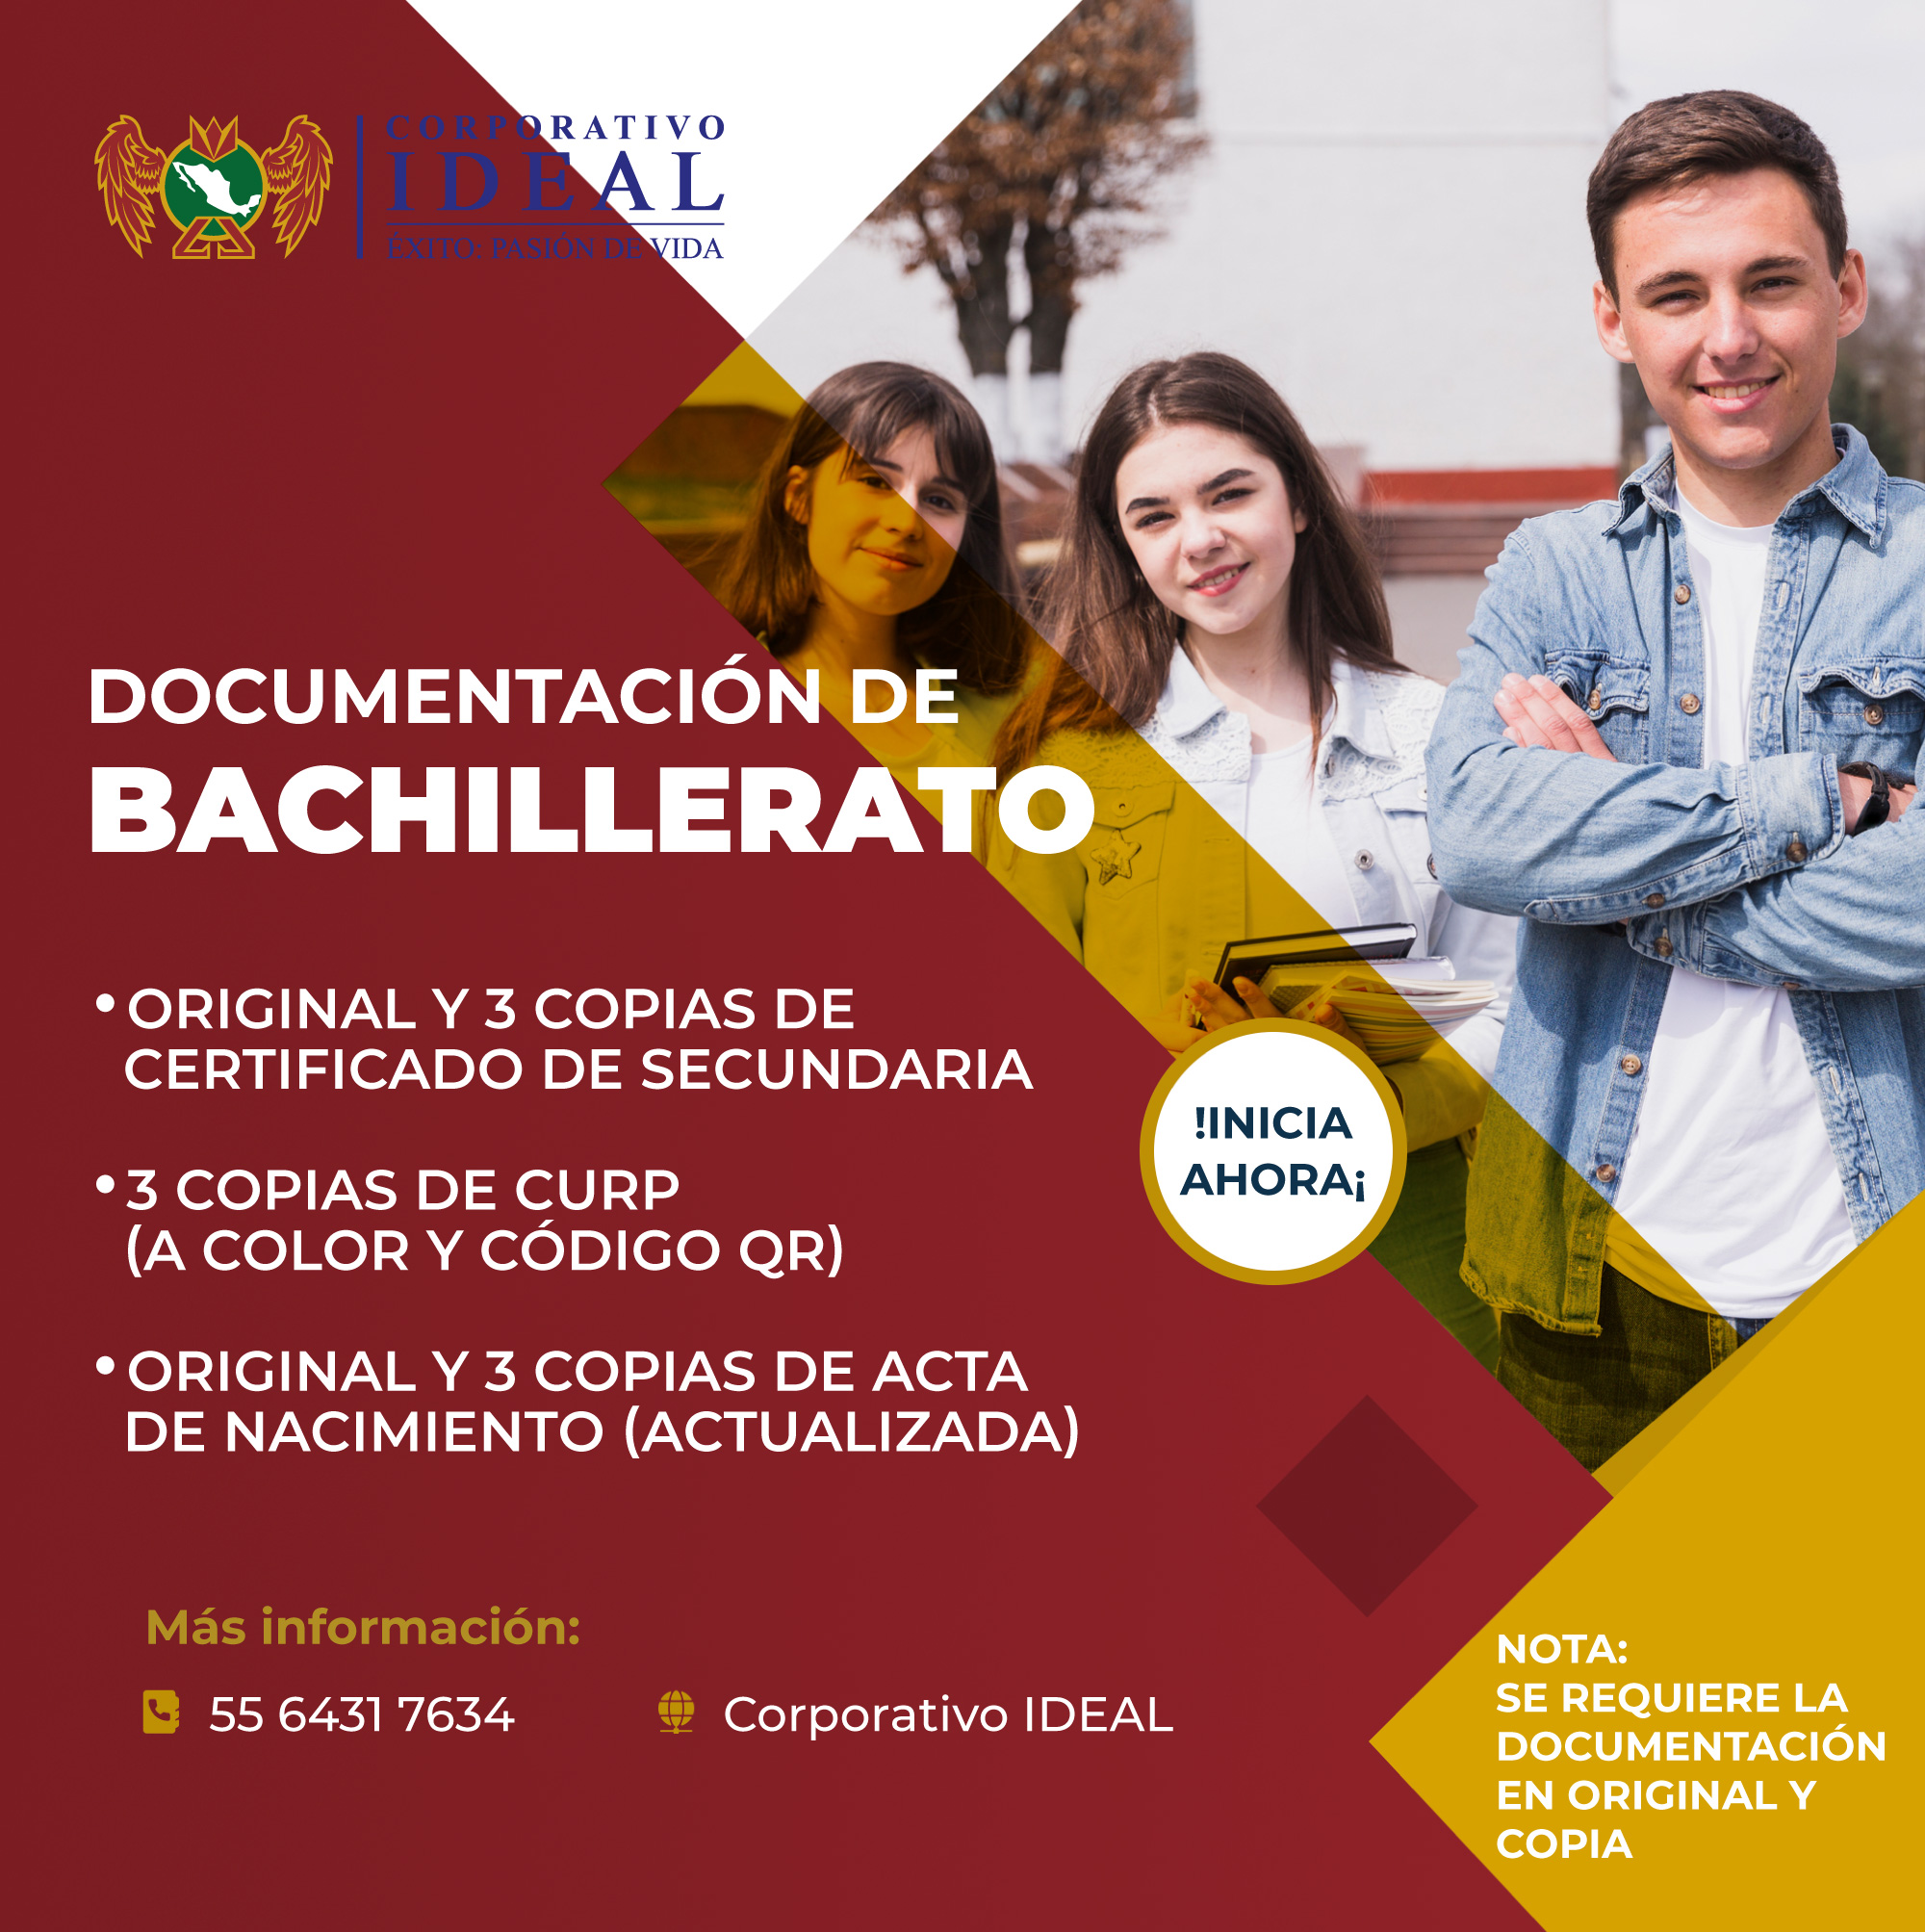 CORPORATIVO
IDEAL
ÉXITO: PASIÓN DE VIDA
DOCUMENTACIÓN DE
BACHILLERATO
• ORIGINAL Y 3 COPIAS DE
CERTIFICADO DE SECUNDARIA
• 3 COPIAS DE CURP
(A COLOR Y CÓDIGO QR)
• ORIGINAL Y 3 COPIAS DE ACTA
DE NACIMIENTO (ACTUALIZADA)
!INICIA
AHORA¡
Más información:
55 6431 7634
Corporativo IDEAL
NOTA:
SE REQUIERE LA
DOCUMENTACIÓN
EN ORIGINAL Y
COPIA